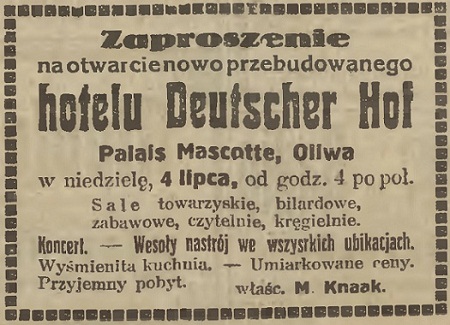 Zaproszenie
na otwarcie nowo przebudowanego
hotelu Deutscher Hof
Palais Mascotte, Oliwa
w niedzielę, 4 lipca, od godz. 4 po poł.
Sale towarzyskie, bilardowe,
zabawowe, czytelnie, kręgielnie.
Koncert. — Wesoły nastrój we wszysrkich ubikacjach.
Wyśmienita kuchnia. — Umiarkowane ceny.
Przyjemny pobyt. właśc. M. Knaak.